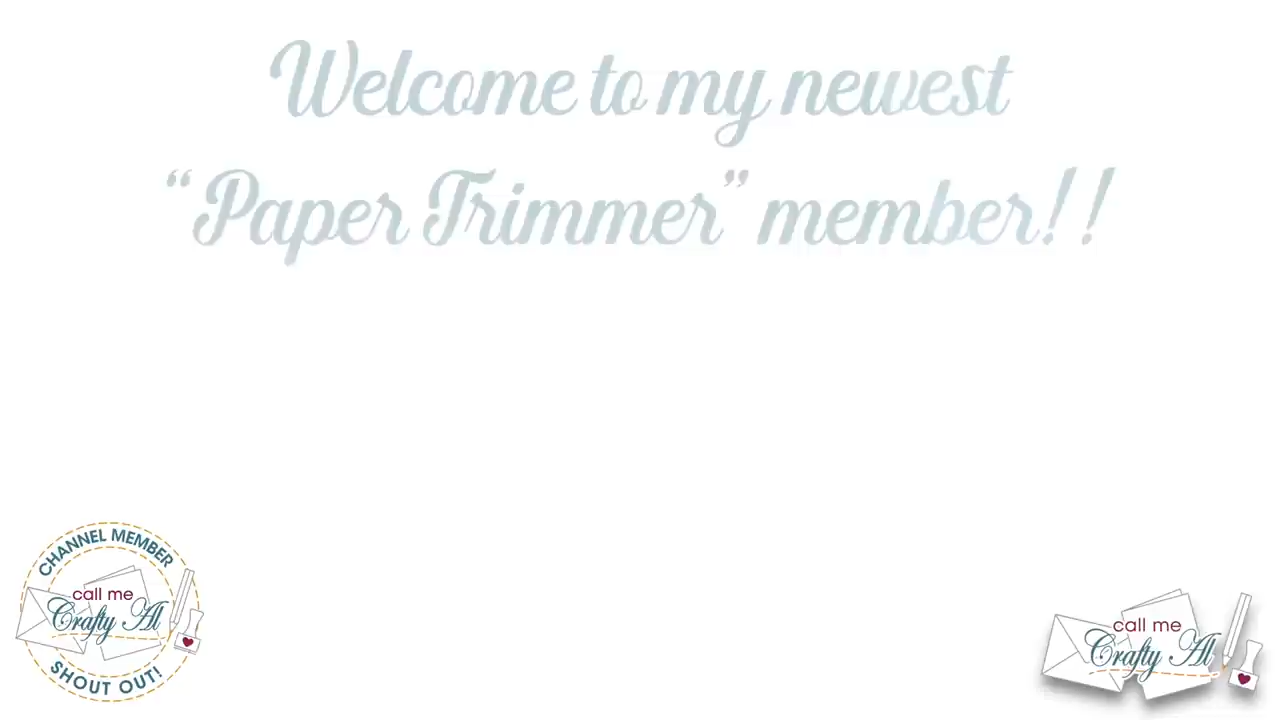 Welcome to my newest
“Paper Trimmer” member!!
CHANNEL MEMBER
call me
Crafty Al
SHOUT OUT!
call me
Crafty Al